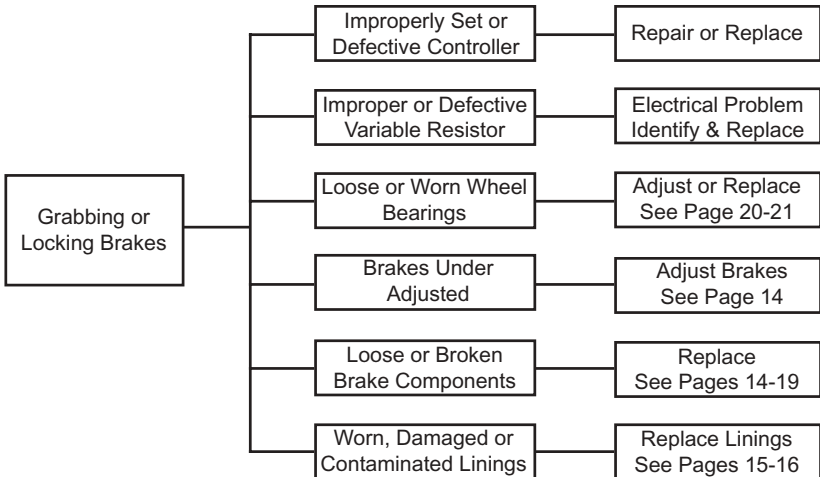 Grabbing or
Locking Brakes
Improperly Set or
Defective Controller
Repair or Replace
Improper or Defective
Variable Resistor
Electrical Problem
Identify & Replace
Loose or Worn Wheel
Bearings
Adjust or Replace
See Page 20-21
Brakes Under
Adjusted
Adjust Brakes
See Page 14
Loose or Broken
Brake Components
Replace
See Pages 14-19
Worn, Damaged or
Contaminated Linings
Replace Linings
See Pages 15-16